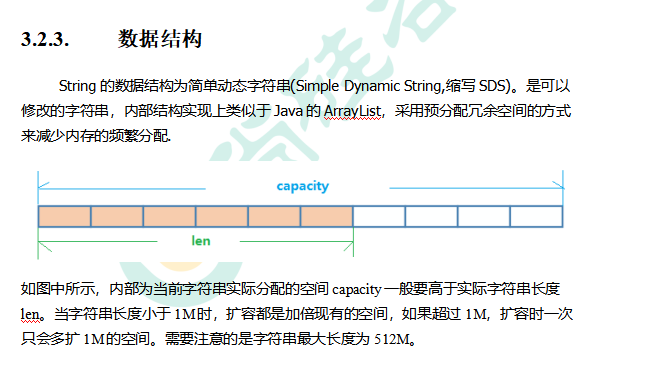 3.2.3. 数据结构
String 的数据结构为简单动态字符串(Simple Dynamic String,缩写 SDS)。是可以
修改的字符串，内部结构实现上类似于 Java 的 ArrayList，采用预分配冗余空间的方式
来减少内存的频繁分配.
capacity
len
如图中所示，内部为当前字符串实际分配的空间 capacity 一般要高于实际字符串长度
len。当字符串长度小于 1M 时，扩容都是加倍现有的空间，如果超过 1M，扩容时一次
只会多扩 1M 的空间。需要注意的是字符串最大长度为 512M。